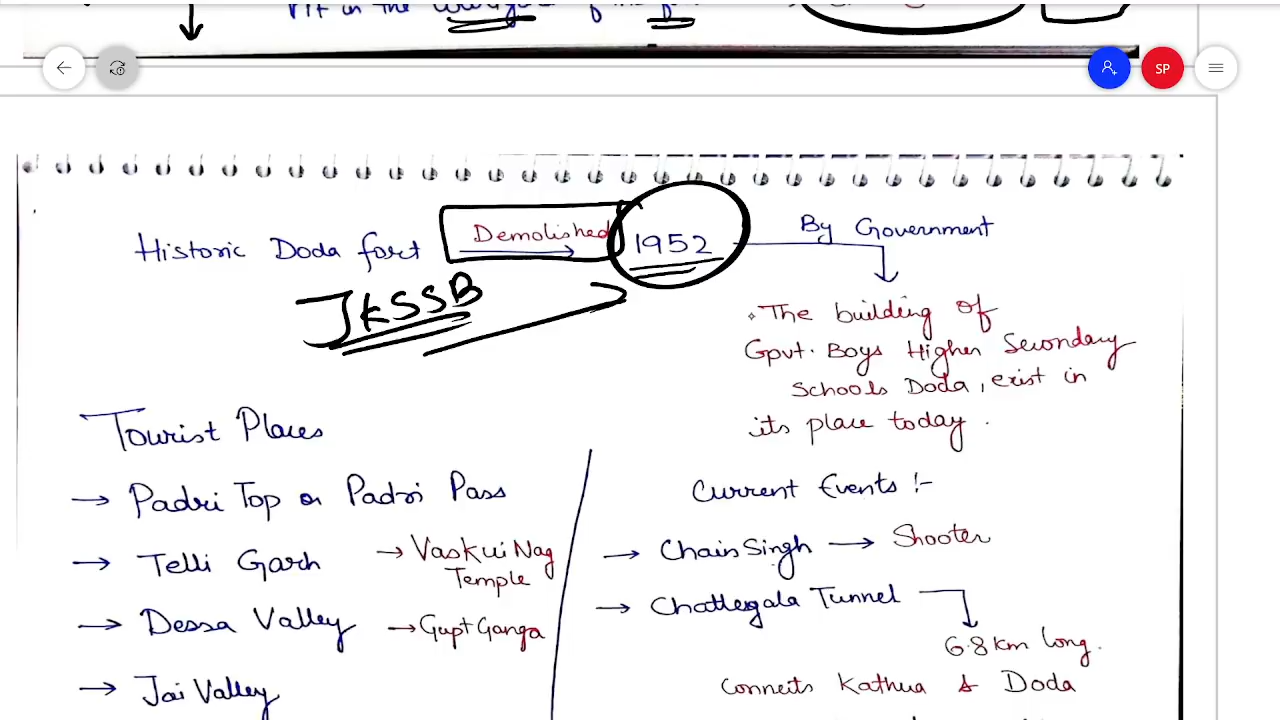 SP
Historic Doda fort Demolished 1952 By Government
JKSSB
The building of
Govt. Boys Higher Secondary
Schools Doda, exist in
its place today.
Tourist Places
→ Padri Top or Padri Pass
→ Telli Garh → Vaskui Nag
Temple
→ Dessa Valley → Gupt Ganga
→ Jai Valley
Current Events :-
→ Chain Singh → Shooter
→ Chattergala Tunnel
6.8 km long.
Connects Kathua & Doda